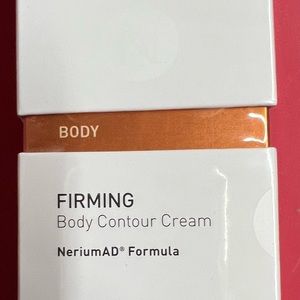 BODY
FIRMING
Body Contour Cream
NeriumAD® Formula